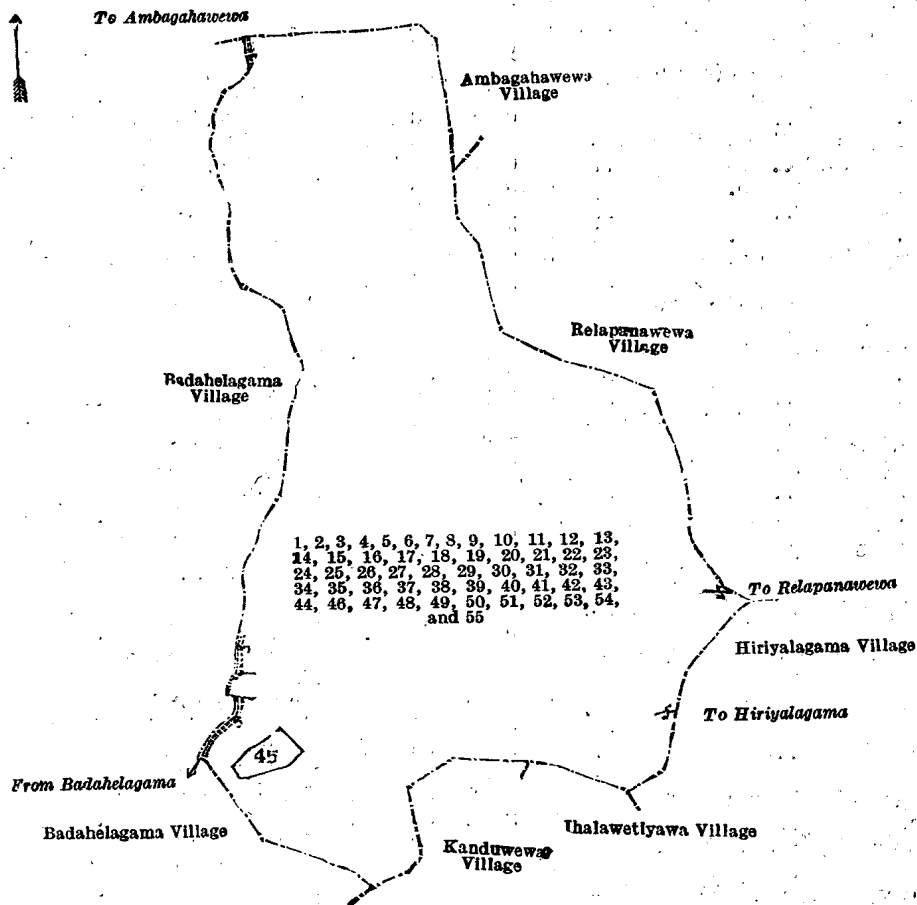 To Ambagahawewa
Ambagahawewa
Village
Relapanawewa
Village
Badahelagama
Village
1, 2, 3, 4, 5, 6, 7, 8, 9, 10, 11, 12, 13,
14, 15, 16, 17, 18, 19, 20, 21, 22, 23,
24, 25, 26, 27, 28, 29, 30, 31, 32, 33,
34, 35, 36, 37, 38, 39, 40, 41, 42, 43,
44, 46, 47, 48, 49, 50, 51, 52, 53, 54,
and 55
To Relapanawewa
Hiriyalagama Village
To Hiriyalagama
45
From Badahelagama
Badahelagama Village
Ihalawetiyawa Village
Kanduwewa
Village